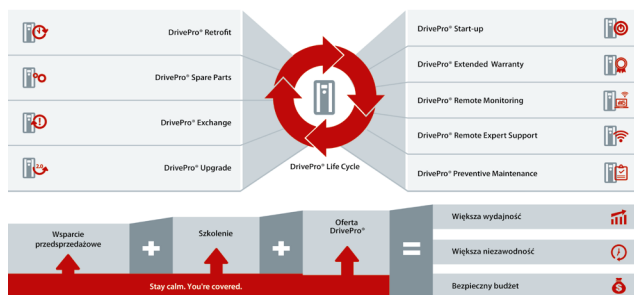 DrivePro® Retrofit
DrivePro® Spare Parts
DrivePro® Exchange
2.0
DrivePro® Upgrade
DrivePro® Life Cycle
DrivePro® Start-up
DrivePro® Extended Warranty
DrivePro® Remote Monitoring
DrivePro® Remote Expert Support
DrivePro® Preventive Maintenance
Wsparcie
przedsprzedażowe
+
Szkolenie
+
Oferta
DrivePro®
=
Większa wydajność
Większa niezawodność
Bezpieczny budżet
$
Stay calm. You're covered.